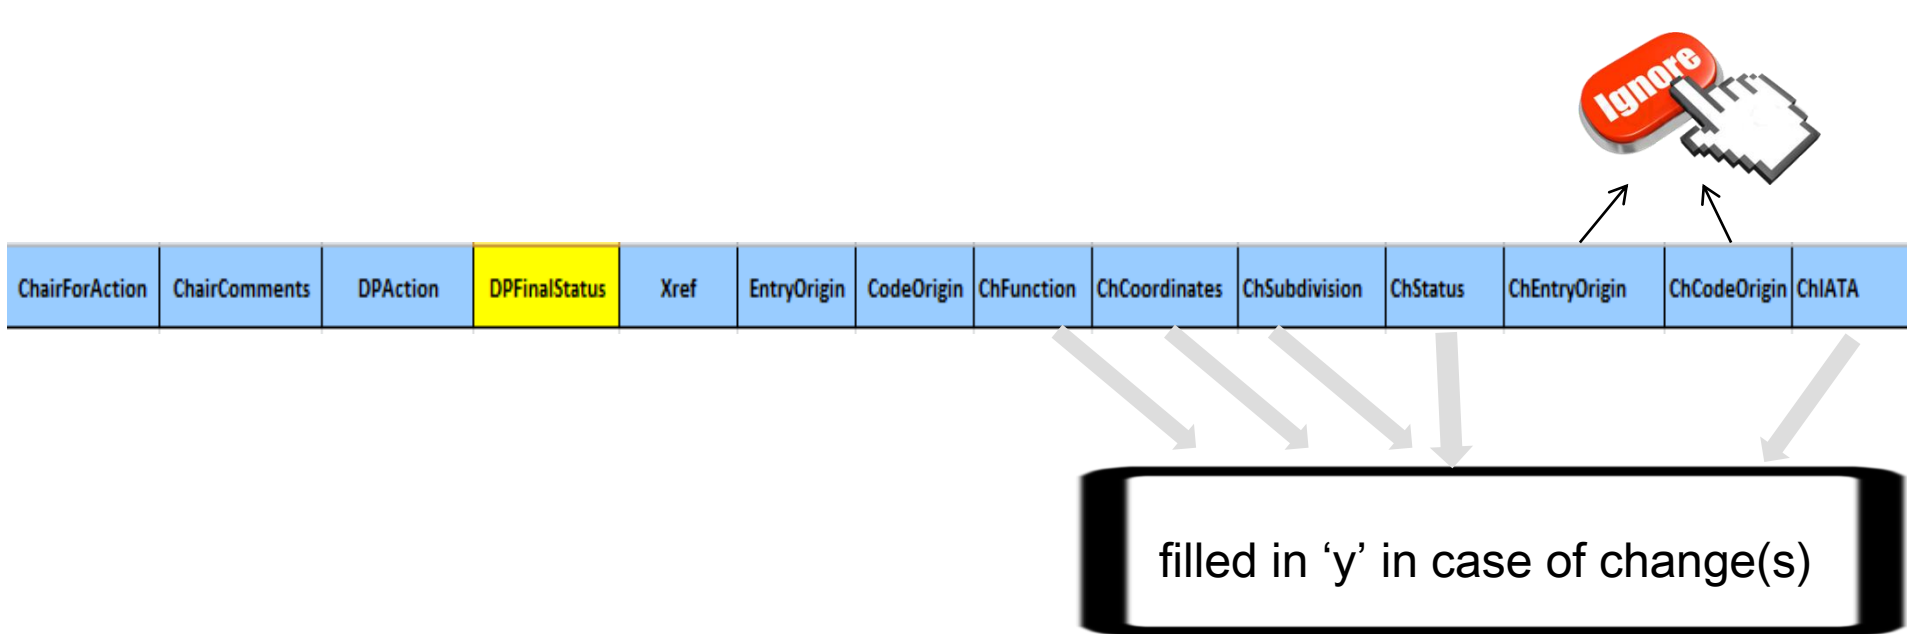 Ignore
ChairForAction ChairComments DPAction DPFinalStatus Xref EntryOrigin CodeOrigin ChFunction ChCoordinates ChSubdivision ChStatus ChEntryOrigin ChCodeOrigin ChIATA
filled in ‘y’ in case of change(s)